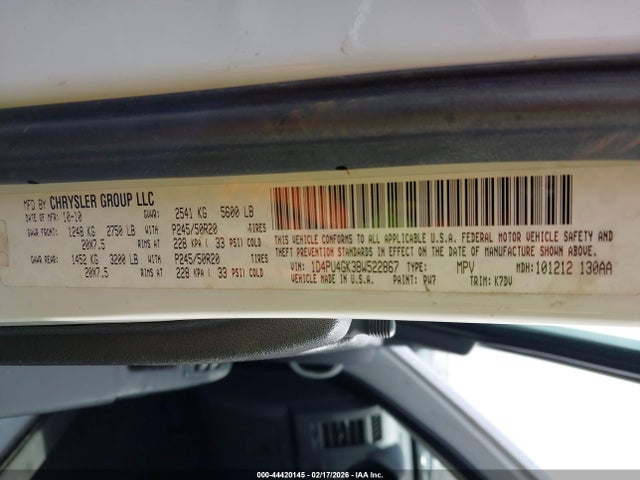 MFD BY CHRYSLER GROUP LLC
DATE OF MFR: 10-10 GVWR: 2541 KG 5600 LB
GAWR FRONT: 1248 KG 2750 LB WITH P245/50R20 TIRES
20X7.5 RIMS AT 228 KPA ( 33 PSI) COLD
GAWR REAR: 1452 KG 3200 LB WITH P245/50R20 TIRES
20X7.5 RIMS AT 228 KPA ( 33 PSI) COLD
THIS VEHICLE CONFORMS TO ALL APPLICABLE U.S.A. FEDERAL MOTOR VEHICLE SAFETY AND
THEFT PREVENTION STANDARDS IN EFFECT ON THE DATE OF MANUFACTURE SHOWN ABOVE.
VIN: 1D4PU4GK3BW522867 TYPE: MPV MDH: 101212 130AA
VEHICLE MADE IN U.S.A. PAINT: PW7 TRIM: K7DV
000-44420145 - 02/17/2026 - IAA Inc.